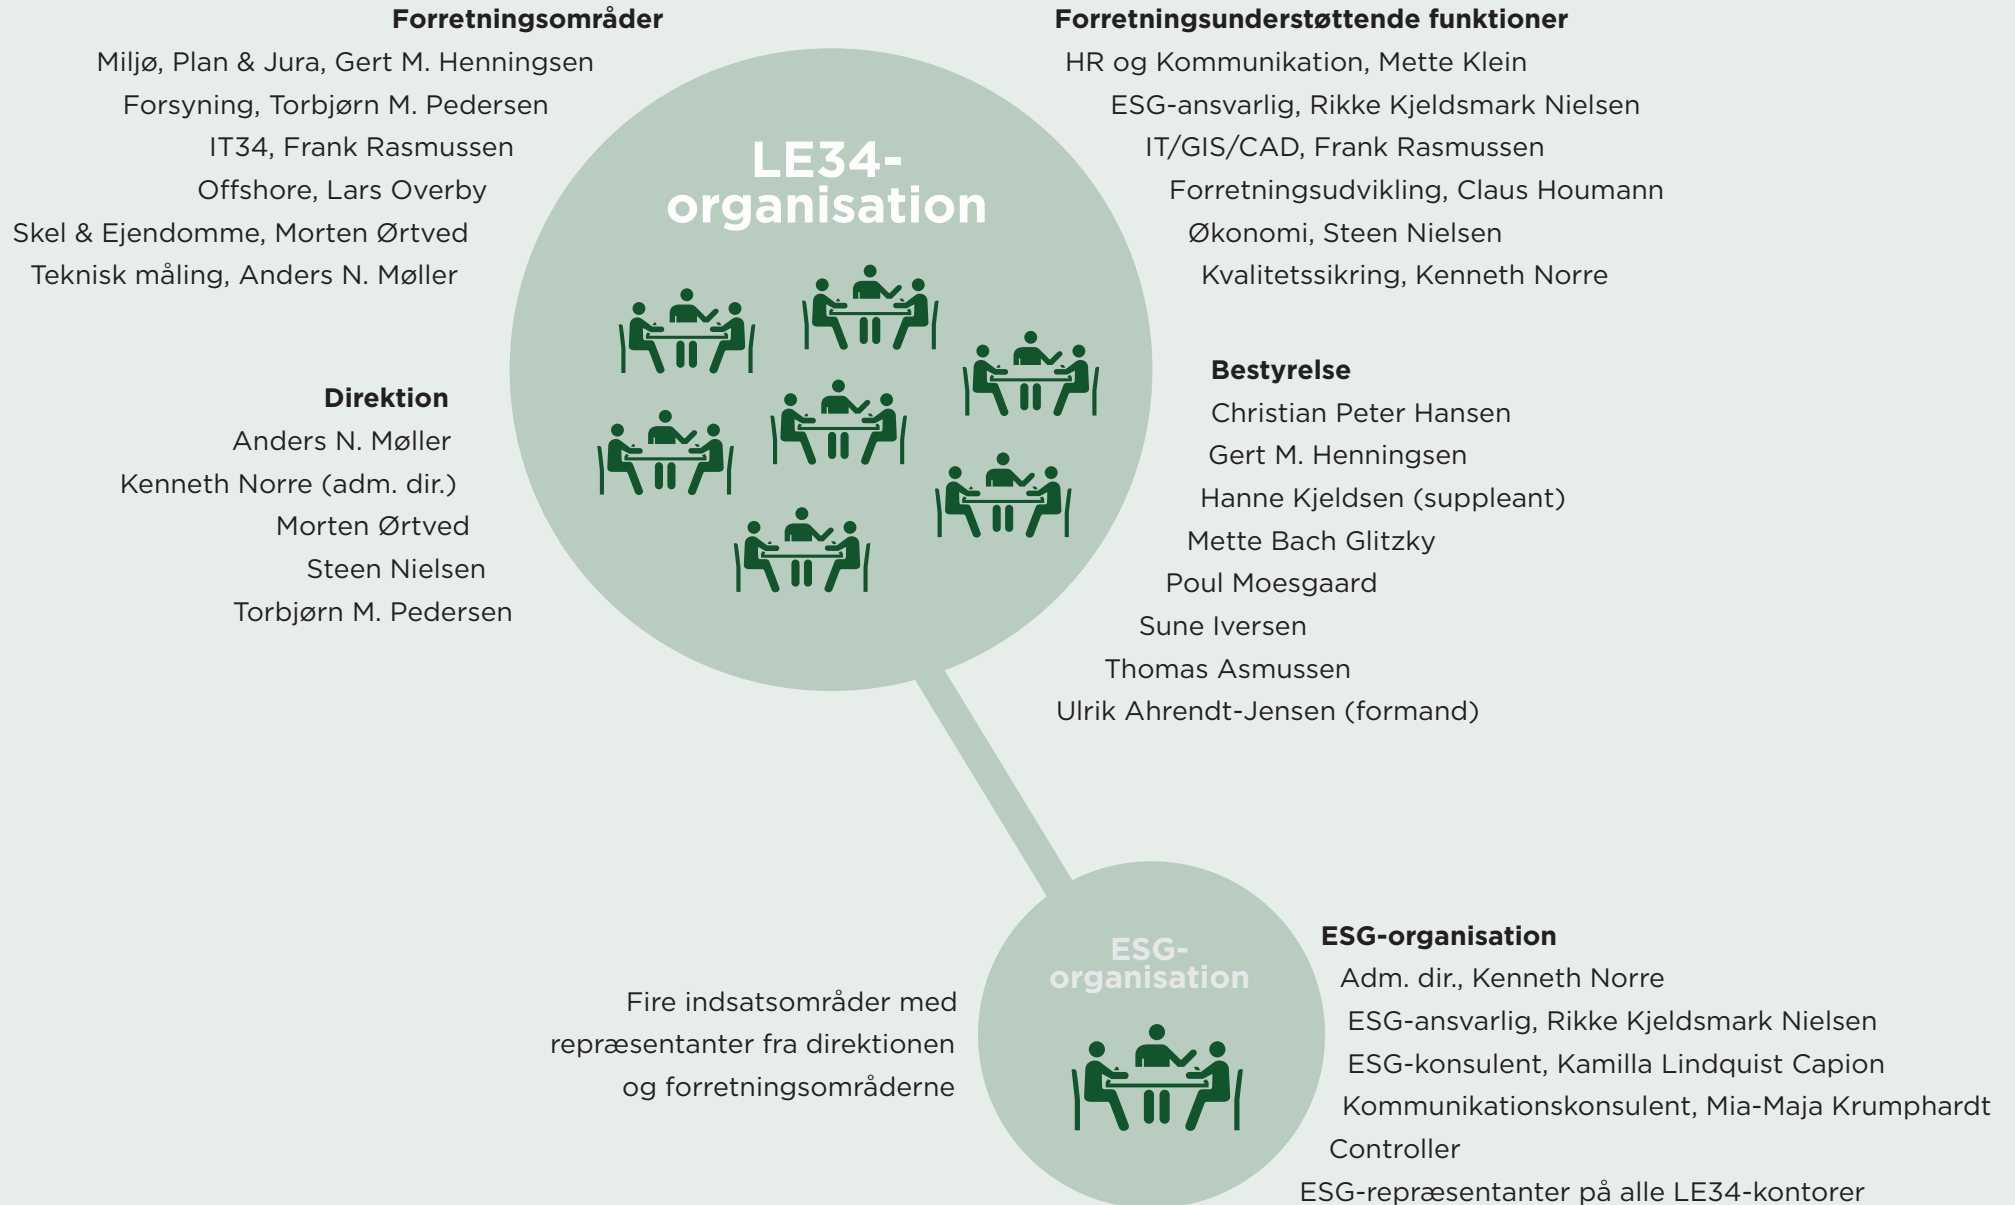 Forretningsområder
Miljø, Plan & Jura, Gert M. Henningsen
Forsyning, Torbjørn M. Pedersen
IT34, Frank Rasmussen
Offshore, Lars Overby
Skel & Ejendomme, Morten Ørtved
Teknisk måling, Anders N. Møller
Direktion
Anders N. Møller
Kenneth Norre (adm. dir.)
Morten Ørtved
Steen Nielsen
Torbjørn M. Pedersen
LE34-
organisation
Forretningsunderstøttende funktioner
HR og Kommunikation, Mette Klein
ESG-ansvarlig, Rikke Kjeldsmark Nielsen
IT/GIS/CAD, Frank Rasmussen
Forretningsudvikling, Claus Houmann
Økonomi, Steen Nielsen
Kvalitetssikring, Kenneth Norre
Bestyrelse
Christian Peter Hansen
Gert M. Henningsen
Hanne Kjeldsen (suppleant)
Mette Bach Glitzky
Poul Moesgaard
Sune Iversen
Thomas Asmussen
Ulrik Ahrendt-Jensen (formand)
Fire indsatsområder med
repræsentanter fra direktionen
og forretningsområderne
ESG-
organisation
ESG-organisation
Adm. dir., Kenneth Norre
ESG-ansvarlig, Rikke Kjeldsmark Nielsen
ESG-konsulent, Kamilla Lindquist Capion
Kommunikationskonsulent, Mia-Maja Krumphardt
Controller
ESG-repræsentanter på alle LE34-kontorer